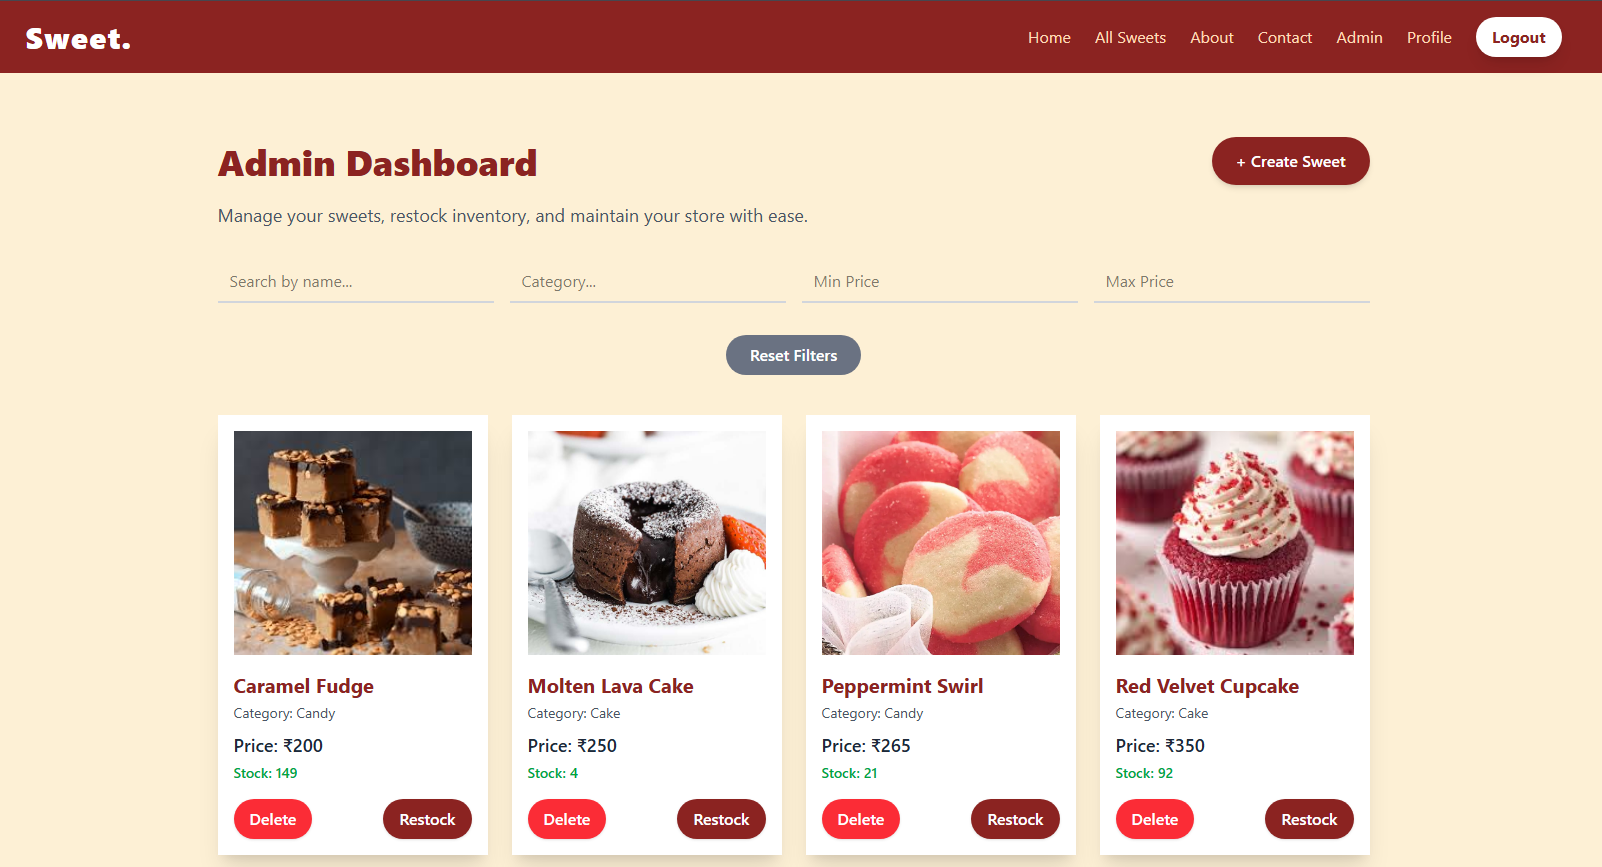 Sweet.
Home All Sweets About Contact Admin Profile Logout
Admin Dashboard
+ Create Sweet
Manage your sweets, restock inventory, and maintain your store with ease.
Search by name... Category... Min Price Max Price
Reset Filters
Caramel Fudge
Category: Candy
Price: ₹200
Stock: 149
Delete Restock
Molten Lava Cake
Category: Cake
Price: ₹250
Stock: 4
Delete Restock
Peppermint Swirl
Category: Candy
Price: ₹265
Stock: 21
Delete Restock
Red Velvet Cupcake
Category: Cake
Price: ₹350
Stock: 92
Delete Restock